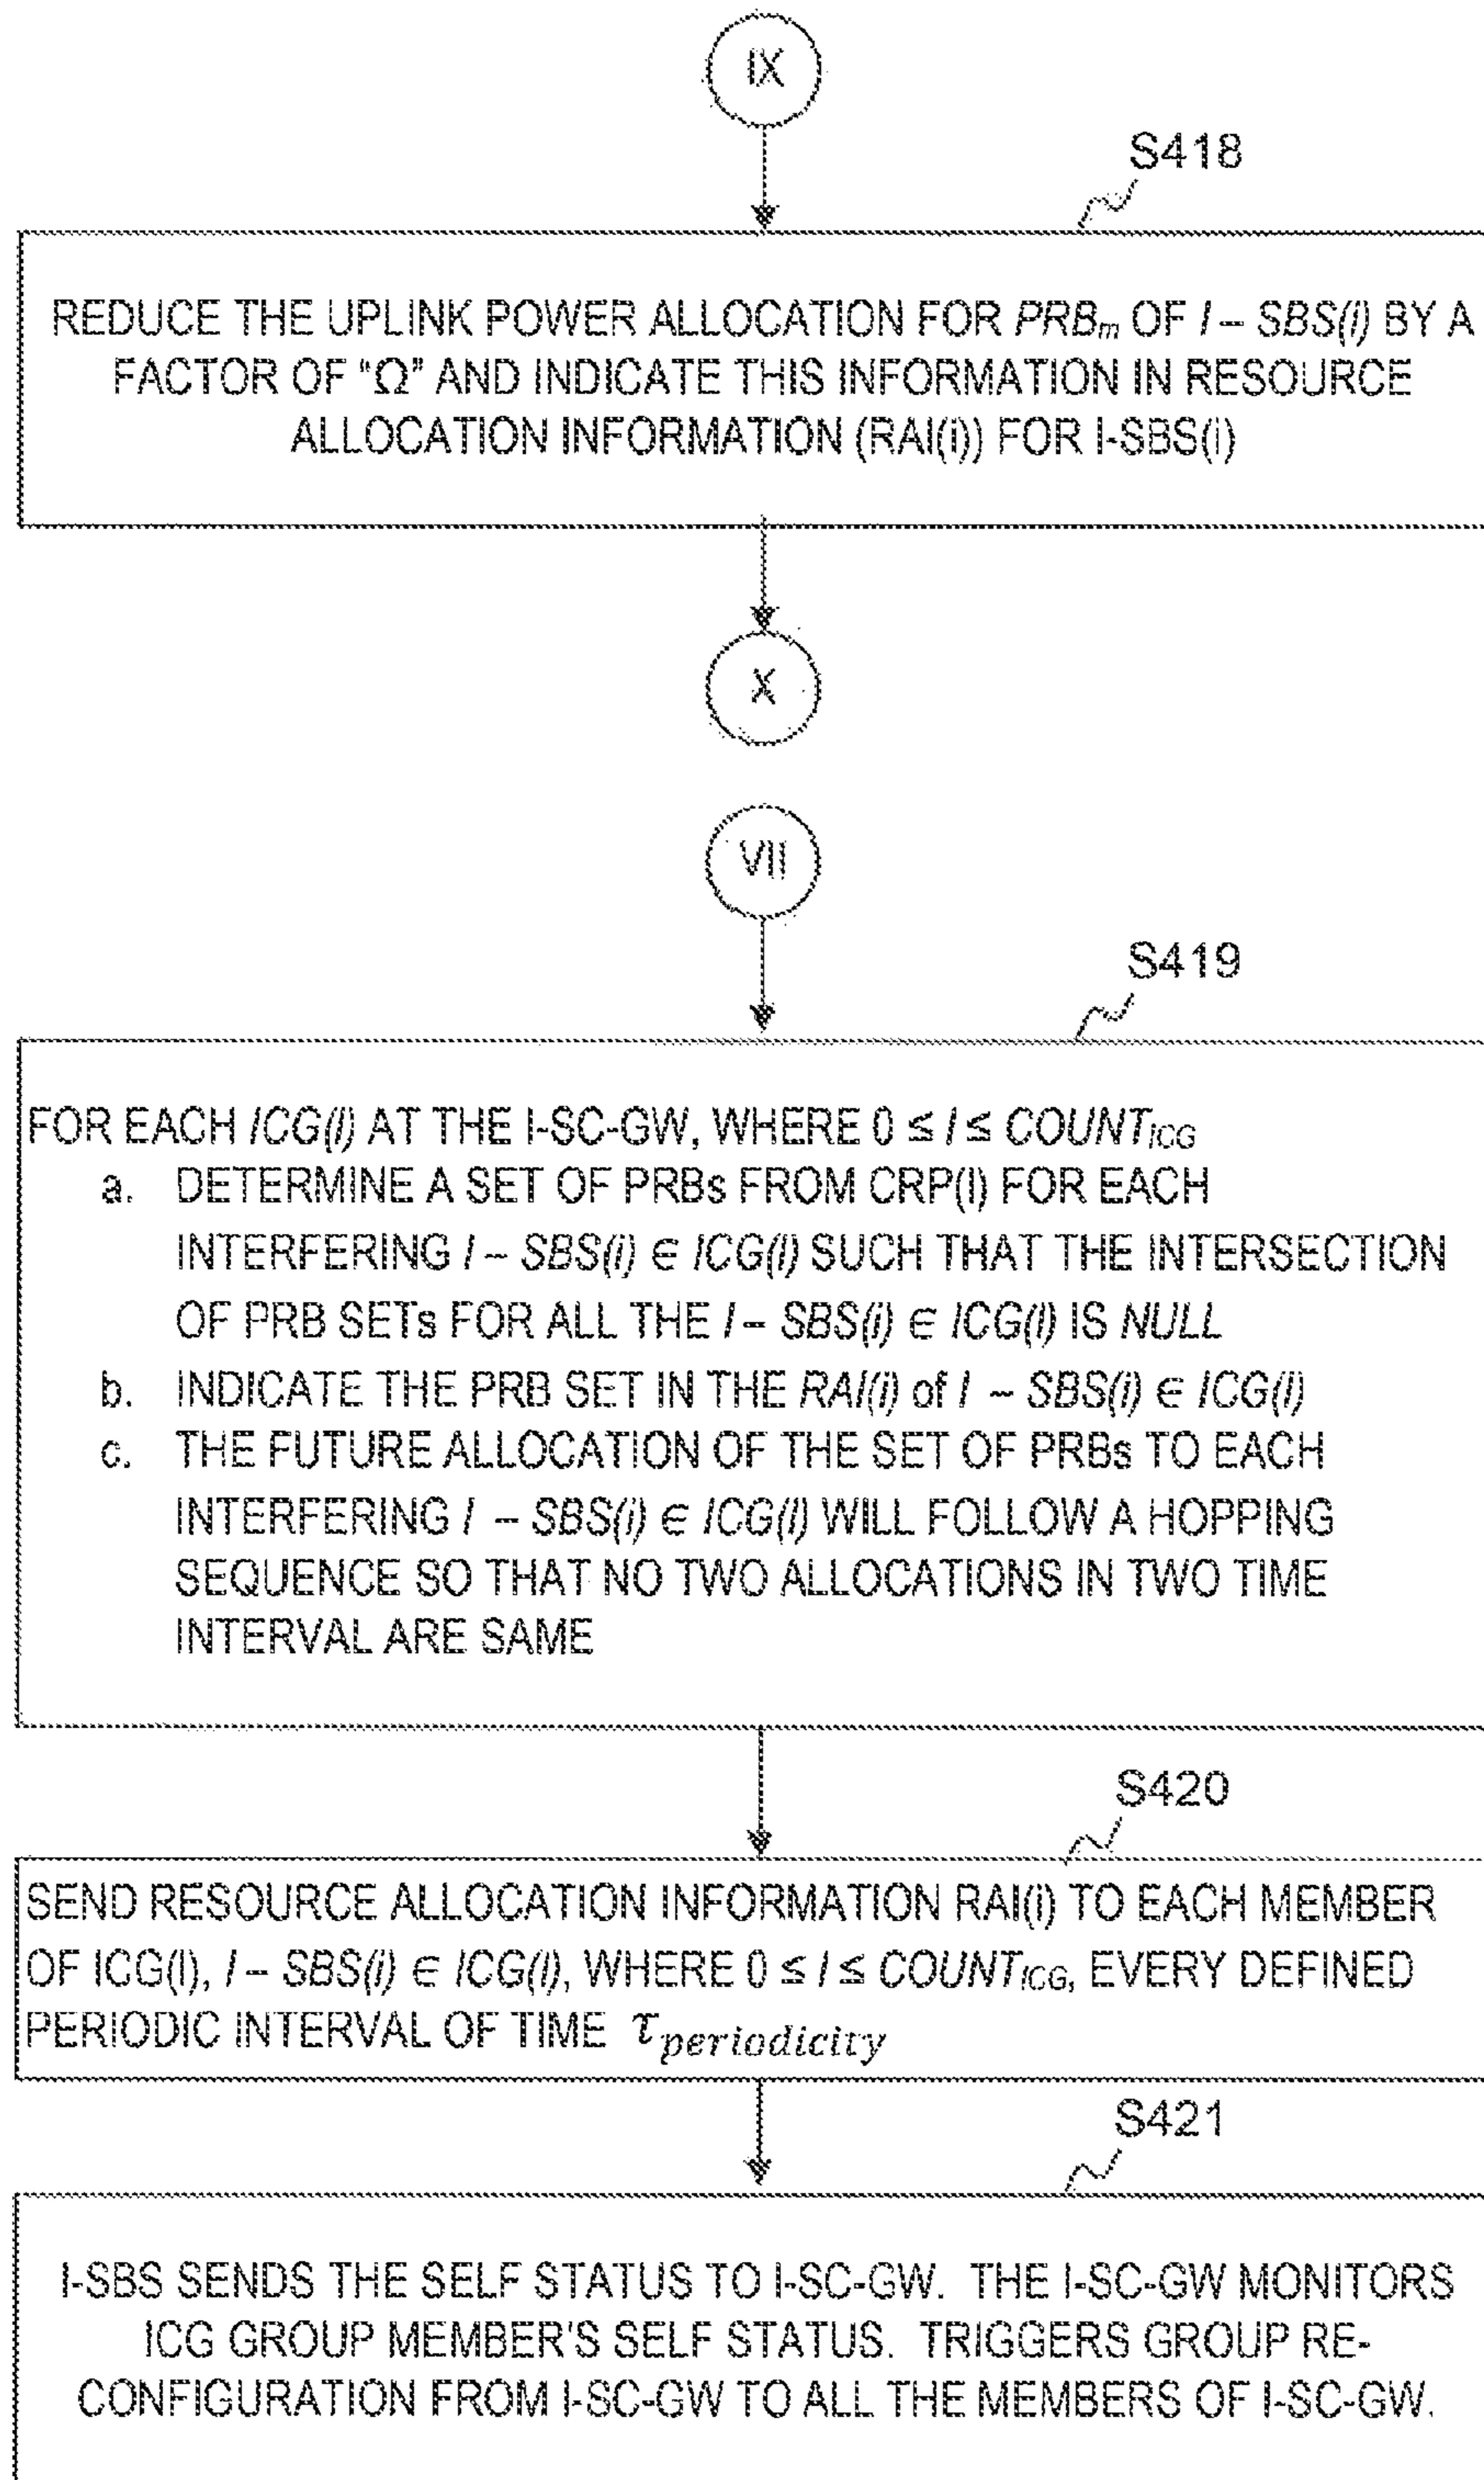 IX
S418
REDUCE THE UPLINK POWER ALLOCATION FOR PRBm OF I – SBS(i) BY A
FACTOR OF “Ω” AND INDICATE THIS INFORMATION IN RESOURCE
ALLOCATION INFORMATION (RAI(i)) FOR I-SBS(i)
X
VII
S419
FOR EACH ICG(l) AT THE I-SC-GW, WHERE 0 ≤ l ≤ COUNTICG
a. DETERMINE A SET OF PRBs FROM CRP(l) FOR EACH
INTERFERING I – SBS(i) ∈ ICG(l) SUCH THAT THE INTERSECTION
OF PRB SETs FOR ALL THE I – SBS(i) ∈ ICG(l) IS NULL
b. INDICATE THE PRB SET IN THE RAI(i) of I – SBS(i) ∈ ICG(l)
c. THE FUTURE ALLOCATION OF THE SET OF PRBs TO EACH
INTERFERING I – SBS(i) ∈ ICG(l) WILL FOLLOW A HOPPING
SEQUENCE SO THAT NO TWO ALLOCATIONS IN TWO TIME
INTERVAL ARE SAME
S420
SEND RESOURCE ALLOCATION INFORMATION RAI(i) TO EACH MEMBER
OF ICG(l), I – SBS(i) ∈ ICG(l), WHERE 0 ≤ l ≤ COUNTICG, EVERY DEFINED
PERIODIC INTERVAL OF TIME τperiodicity
S421
I-SBS SENDS THE SELF STATUS TO I-SC-GW. THE I-SC-GW MONITORS
ICG GROUP MEMBER'S SELF STATUS. TRIGGERS GROUP RE-
CONFIGURATION FROM I-SC-GW TO ALL THE MEMBERS OF I-SC-GW.